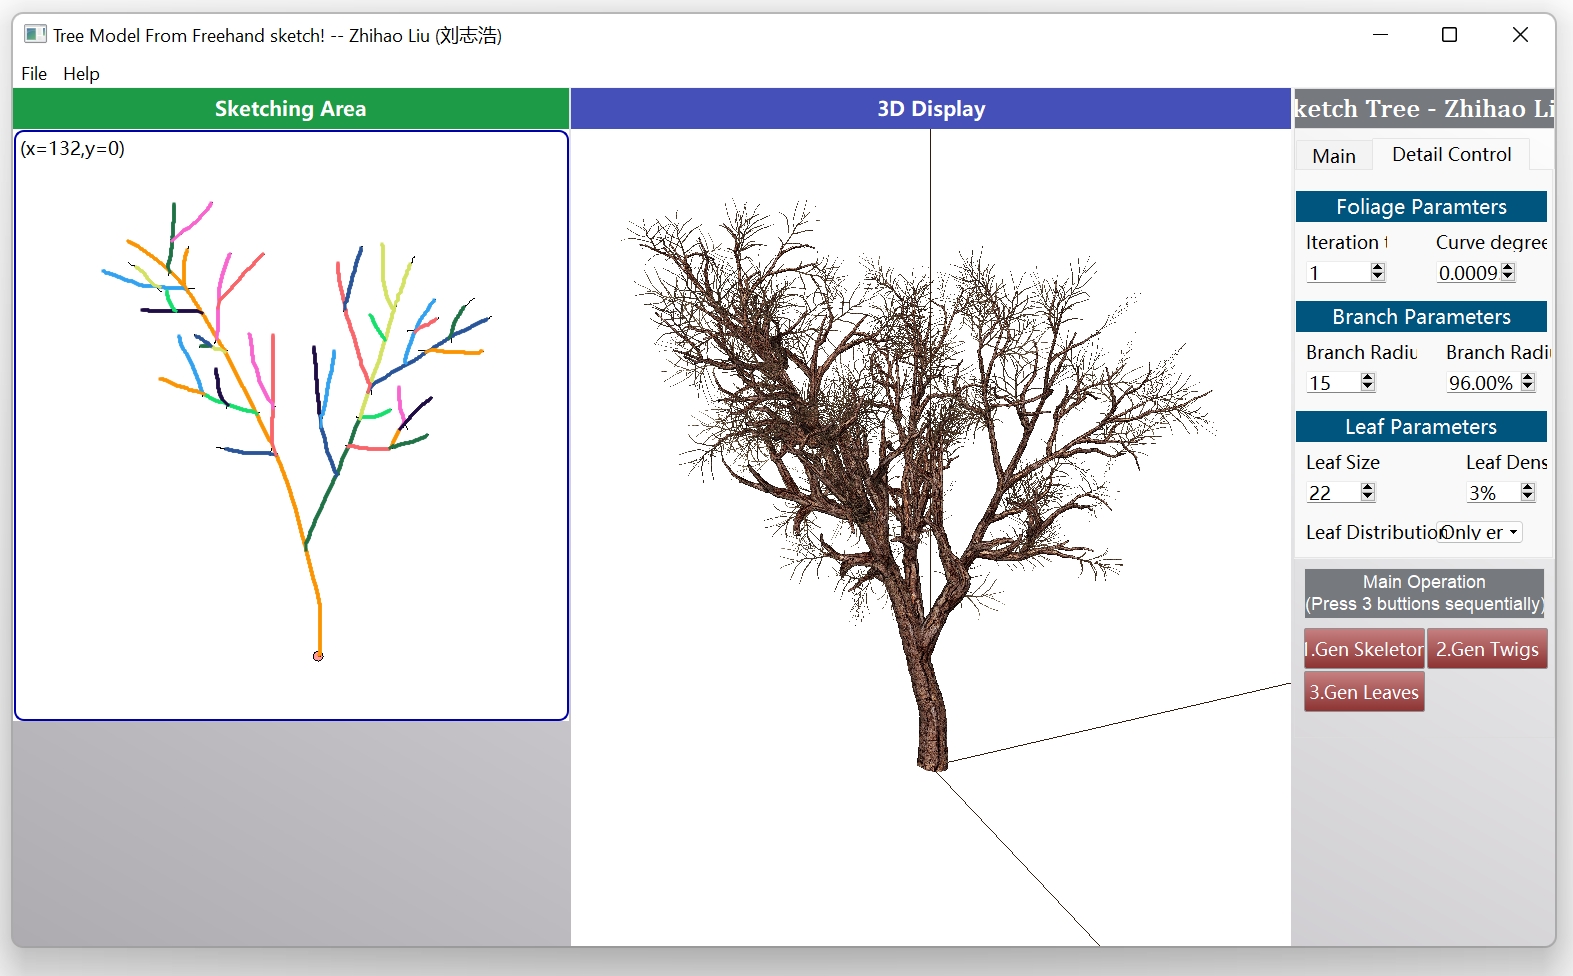 Tree Model From Freehand sketch! -- Zhihao Liu (刘志浩)
File Help
Sketching Area
(x=132,y=0)
3D Display
ketch Tree - Zhihao Li
Main Detail Control
Foliage Paramters
Iteration t Curve degree
1 0.0009
Branch Parameters
Branch Radiu Branch Radi
15 96.00%
Leaf Parameters
Leaf Size Leaf Dens
22 3%
Leaf Distribution Only er
Main Operation
(Press 3 buttions sequentially)
1.Gen Skeletor 2.Gen Twigs
3.Gen Leaves